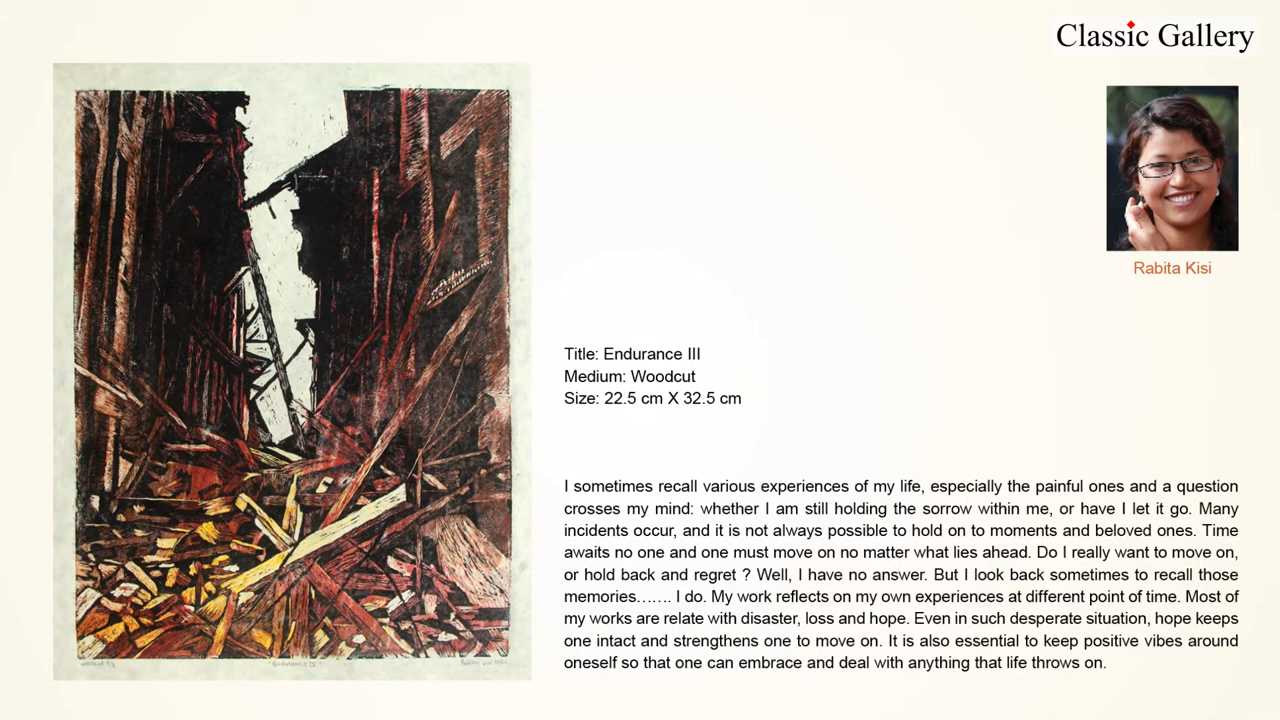 Classic Gallery
Rabita Kisi
Title: Endurance III
Medium: Woodcut
Size: 22.5 cm X 32.5 cm
I sometimes recall various experiences of my life, especially the painful ones and a question
crosses my mind: whether I am still holding the sorrow within me, or have I let it go. Many
incidents occur, and it is not always possible to hold on to moments and beloved ones. Time
awaits no one and one must move on no matter what lies ahead. Do I really want to move on,
or hold back and regret ? Well, I have no answer. But I look back sometimes to recall those
memories……. I do. My work reflects on my own experiences at different point of time. Most of
my works are relate with disaster, loss and hope. Even in such desperate situation, hope keeps
one intact and strengthens one to move on. It is also essential to keep positive vibes around
oneself so that one can embrace and deal with anything that life throws on.